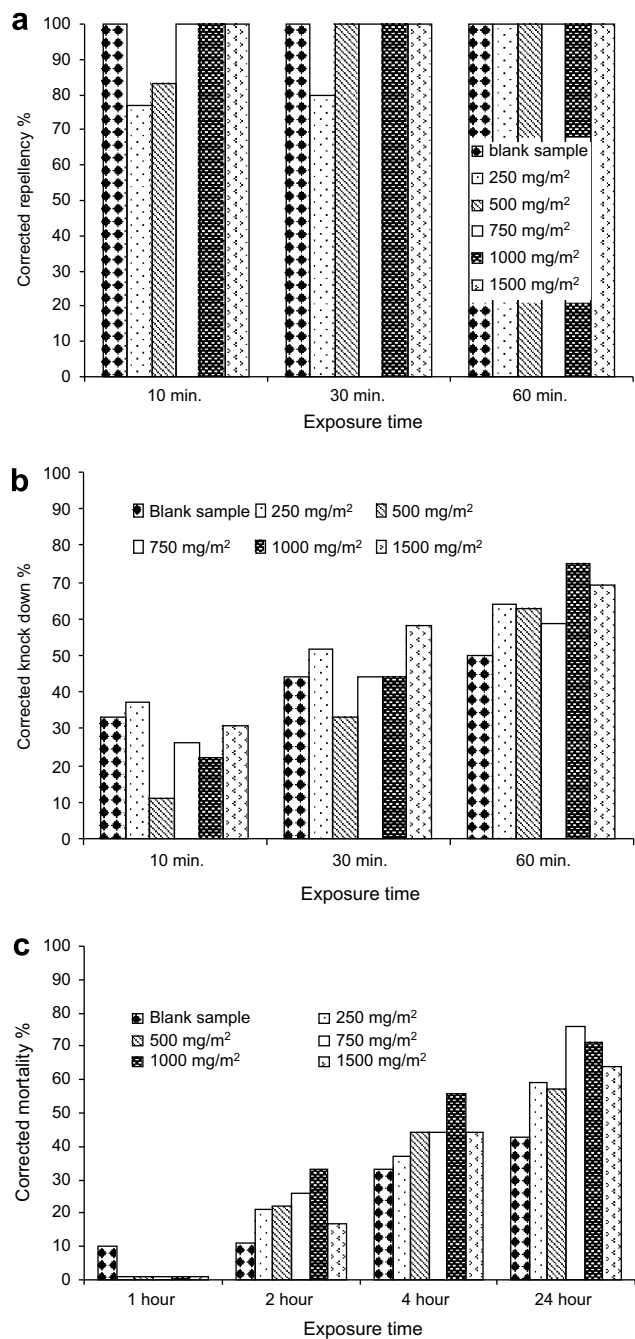 a
Corrected repellency %
100
90
80
70
60
50
40
30
20
10
0
blank sample
250 mg/m²
500 mg/m²
750 mg/m²
1000 mg/m²
1500 mg/m²
10 min. 30 min. 60 min.
Exposure time
b
Corrected knock down %
100
90
80
70
60
50
40
30
20
10
0
Blank sample 250 mg/m² 500 mg/m²
750 mg/m² 1000 mg/m² 1500 mg/m²
10 min. 30 min. 60 min.
Exposure time
c
Corrected mortality %
100
90
80
70
60
50
40
30
20
10
0
Blank sample 250 mg/m²
500 mg/m² 750 mg/m²
1000 mg/m² 1500 mg/m²
1 hour 2 hour 4 hour 24 hour
Exposure time